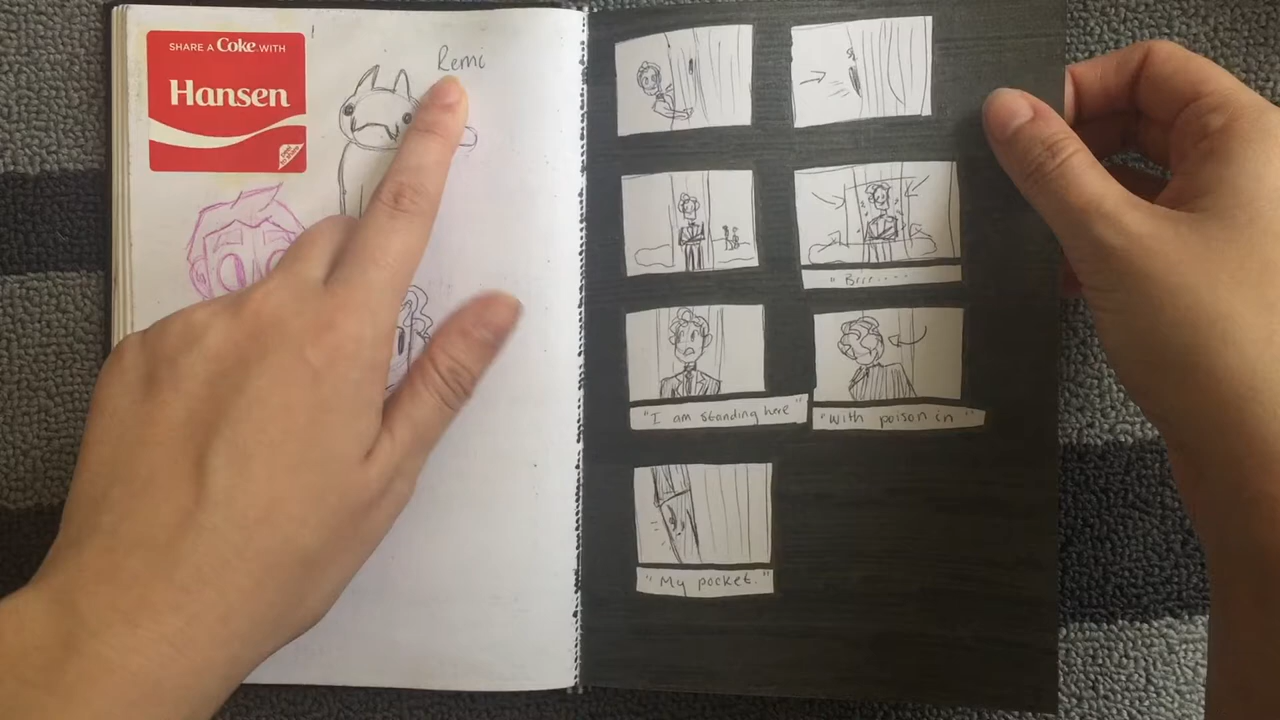 SHARE A Coke WITH
Hansen
Remi
"Brrr....
"I am standing here"
"With poison in"
"My pocket."